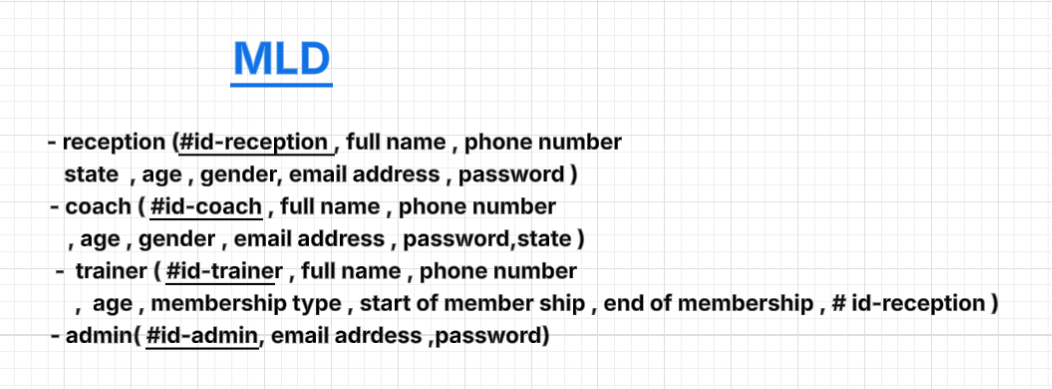 MLD
- reception (#id-reception , full name , phone number
state , age , gender, email address , password )
- coach ( #id-coach , full name , phone number
, age , gender , email address , password,state )
- trainer ( #id-trainer , full name , phone number
, age , membership type , start of member ship , end of membership , # id-reception )
- admin( #id-admin, email adrdess ,password)